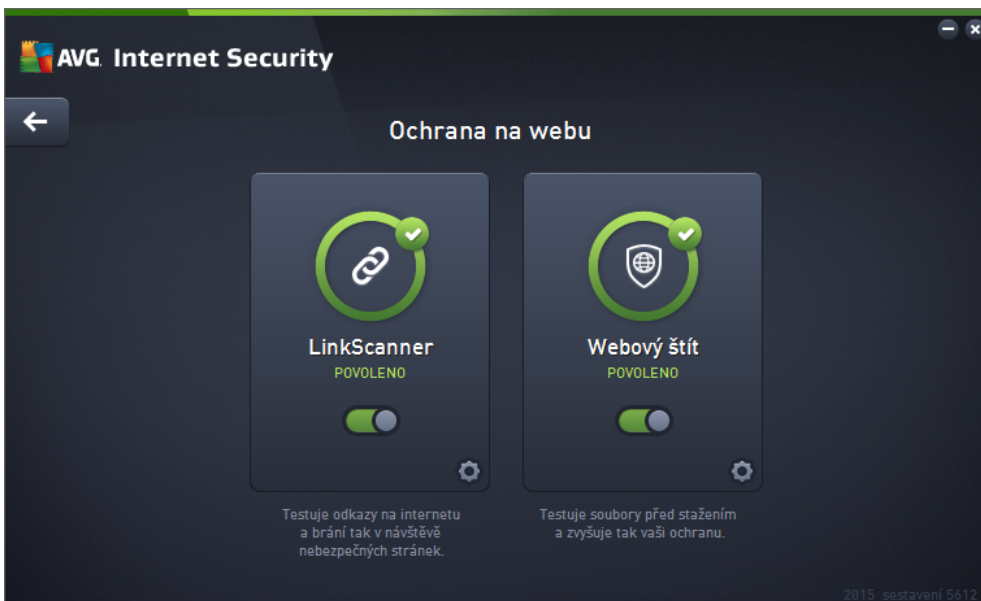 AVG. Internet Security
Ochrana na webu
LinkScanner
POVOLENO
Testuje odkazy na internetu
a brání tak v návštěvě
nebezpečných stránek.
Webový štít
POVOLENO
Testuje soubory před stažením
a zvyšuje tak vaši ochranu.
2015 sestavení 5612